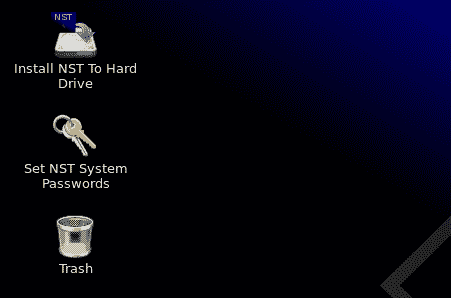 NST
Install NST To Hard
Drive
Set NST System
Passwords
Trash